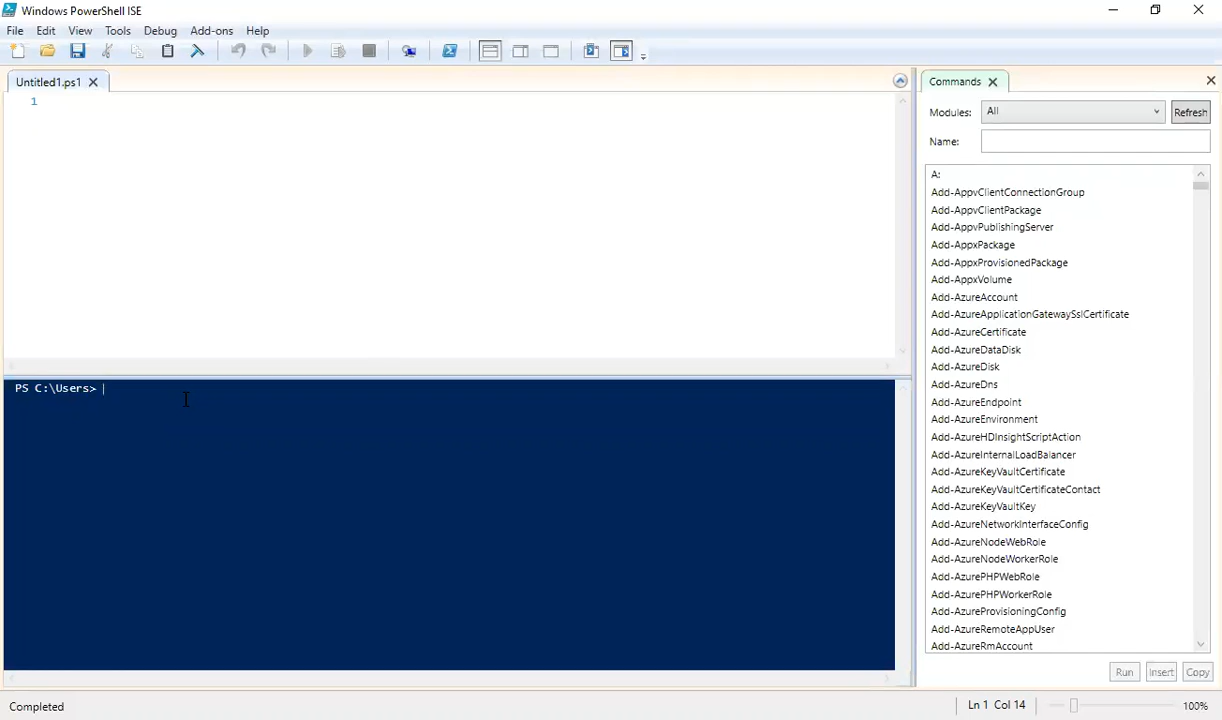 Windows PowerShell ISE
File Edit View Tools Debug Add-ons Help
Untitled1.ps1
1
PS C:\Users>
Commands
Modules: All Refresh
Name:
A:
Add-AppvClientConnectionGroup
Add-AppvClientPackage
Add-AppvPublishingServer
Add-AppxPackage
Add-AppxProvisionedPackage
Add-AppxVolume
Add-AzureAccount
Add-AzureApplicationGatewaySslCertificate
Add-AzureCertificate
Add-AzureDataDisk
Add-AzureDisk
Add-AzureDns
Add-AzureEndpoint
Add-AzureEnvironment
Add-AzureHDInsightScriptAction
Add-AzureInternalLoadBalancer
Add-AzureKeyVaultCertificate
Add-AzureKeyVaultCertificateContact
Add-AzureKeyVaultKey
Add-AzureNetworkInterfaceConfig
Add-AzureNodeWebRole
Add-AzureNodeWorkerRole
Add-AzurePHPWebRole
Add-AzurePHPWorkerRole
Add-AzureProvisioningConfig
Add-AzureRemoteAppUser
Add-AzureRmAccount
Run Insert Copy
Completed
Ln 1 Col 14
100%